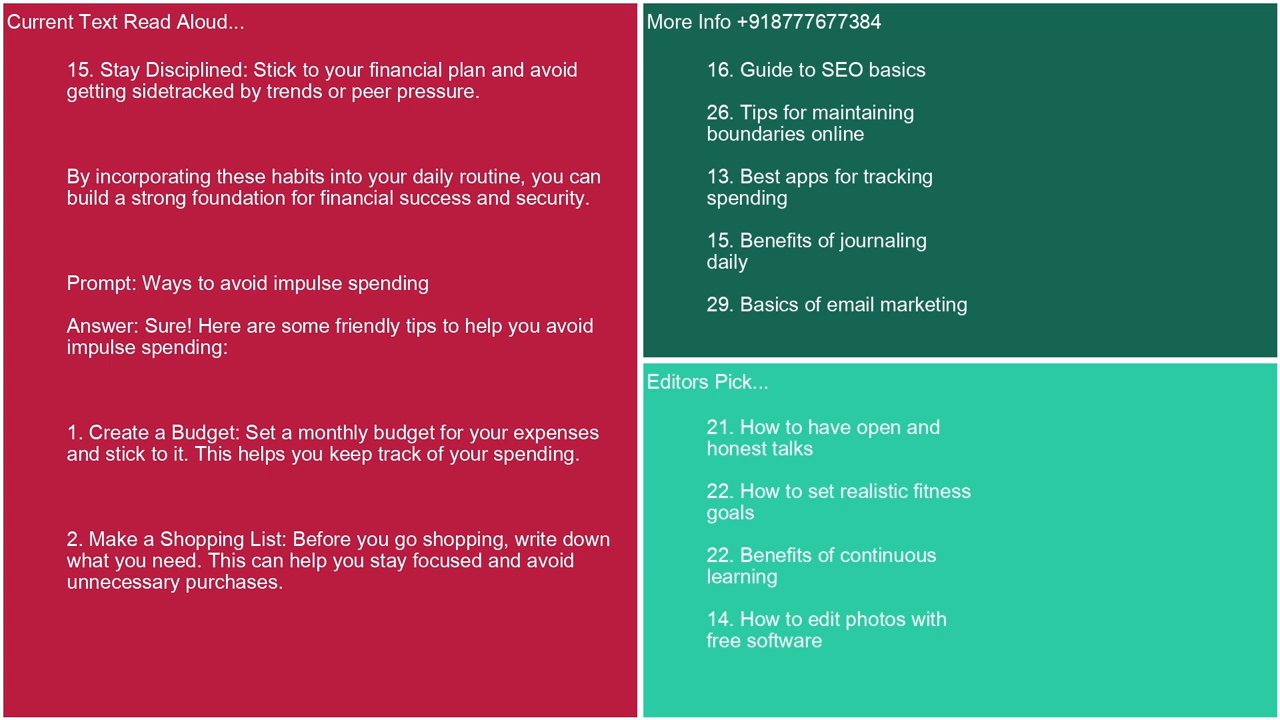 Current Text Read Aloud...
15. Stay Disciplined: Stick to your financial plan and avoid
getting sidetracked by trends or peer pressure.
By incorporating these habits into your daily routine, you can
build a strong foundation for financial success and security.
Prompt: Ways to avoid impulse spending
Answer: Sure! Here are some friendly tips to help you avoid
impulse spending:
1. Create a Budget: Set a monthly budget for your expenses
and stick to it. This helps you keep track of your spending.
2. Make a Shopping List: Before you go shopping, write down
what you need. This can help you stay focused and avoid
unnecessary purchases.
More Info +918777677384
16. Guide to SEO basics
26. Tips for maintaining
boundaries online
13. Best apps for tracking
spending
15. Benefits of journaling
daily
29. Basics of email marketing
Editors Pick...
21. How to have open and
honest talks
22. How to set realistic fitness
goals
22. Benefits of continuous
learning
14. How to edit photos with
free software